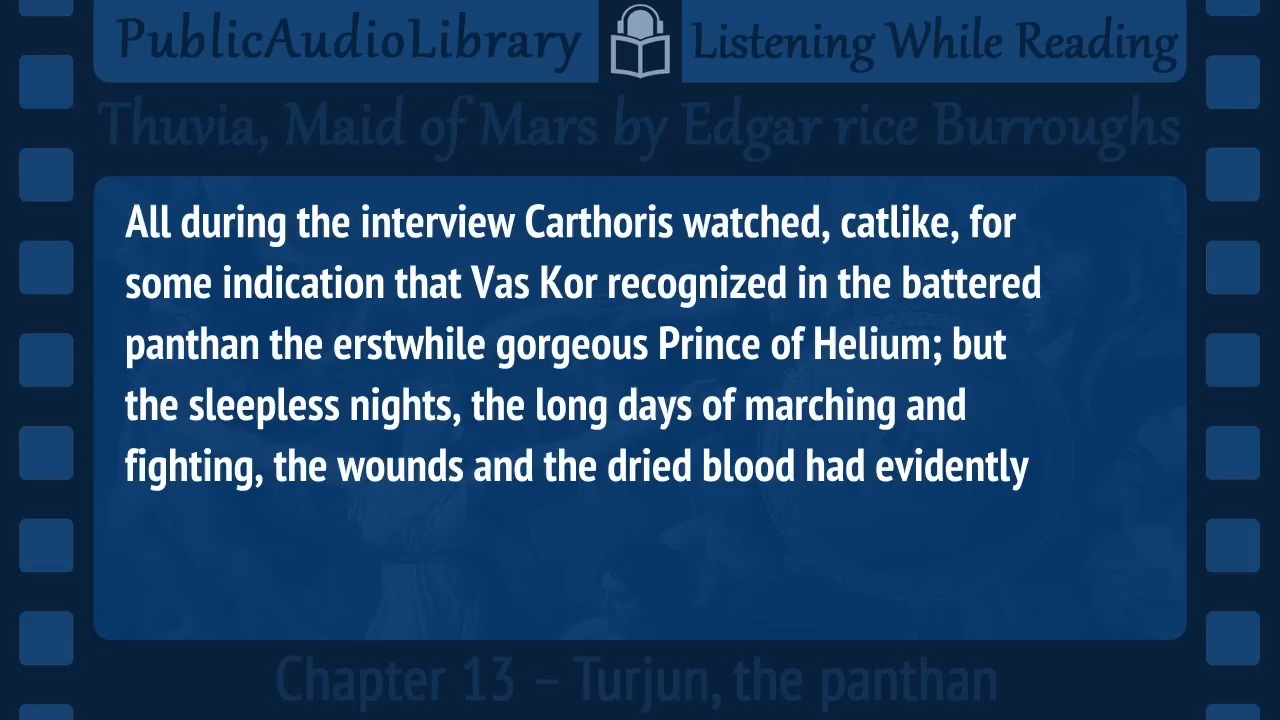 PublicAudioLibrary Listening While Reading
Thuvia, Maid of Mars by Edgar rice Burroughs
All during the interview Carthoris watched, catlike, for
some indication that Vas Kor recognized in the battered
panthan the erstwhile gorgeous Prince of Helium; but
the sleepless nights, the long days of marching and
fighting, the wounds and the dried blood had evidently
Chapter 13 – Turjun, the panthan